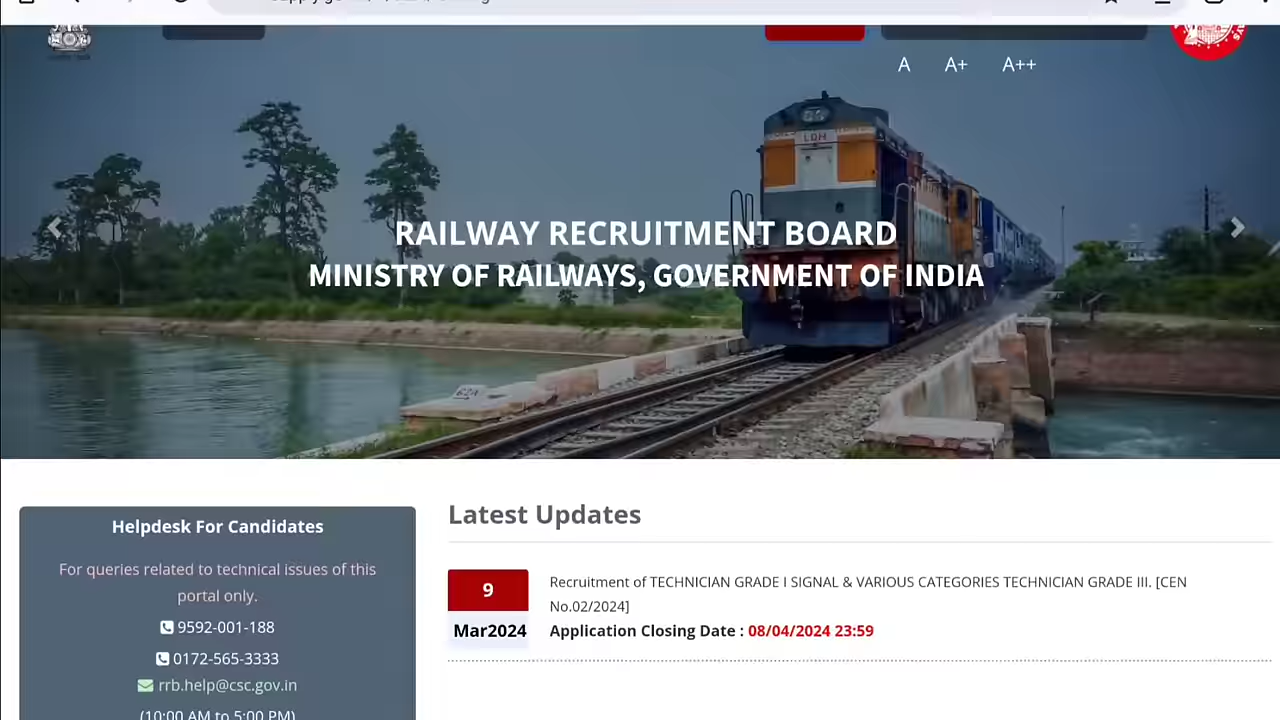 A A+ A++
LDH
RAILWAY RECRUITMENT BOARD
MINISTRY OF RAILWAYS, GOVERNMENT OF INDIA
Helpdesk For Candidates
For queries related to technical issues of this
portal only.
9592-001-188
0172-565-3333
rrb.help@csc.gov.in
(10:00 AM to 5:00 PM)
Latest Updates
9
Mar2024
Recruitment of TECHNICIAN GRADE I SIGNAL & VARIOUS CATEGORIES TECHNICIAN GRADE III. [CEN
No.02/2024]
Application Closing Date : 08/04/2024 23:59